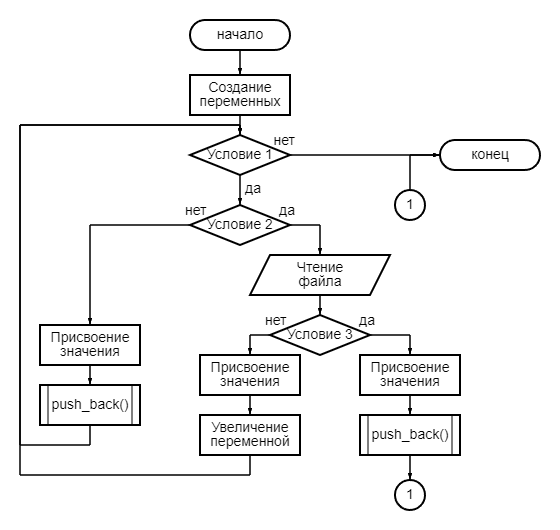 начало
Создание
переменных
нет
Условие 1
конец
да
1
нет
да
Условие 2
Чтение
файла
нет
да
Условие 3
Присвоение
значения
Присвоение
значения
Присвоение
значения
push_back()
Увеличение
переменной
push_back()
1